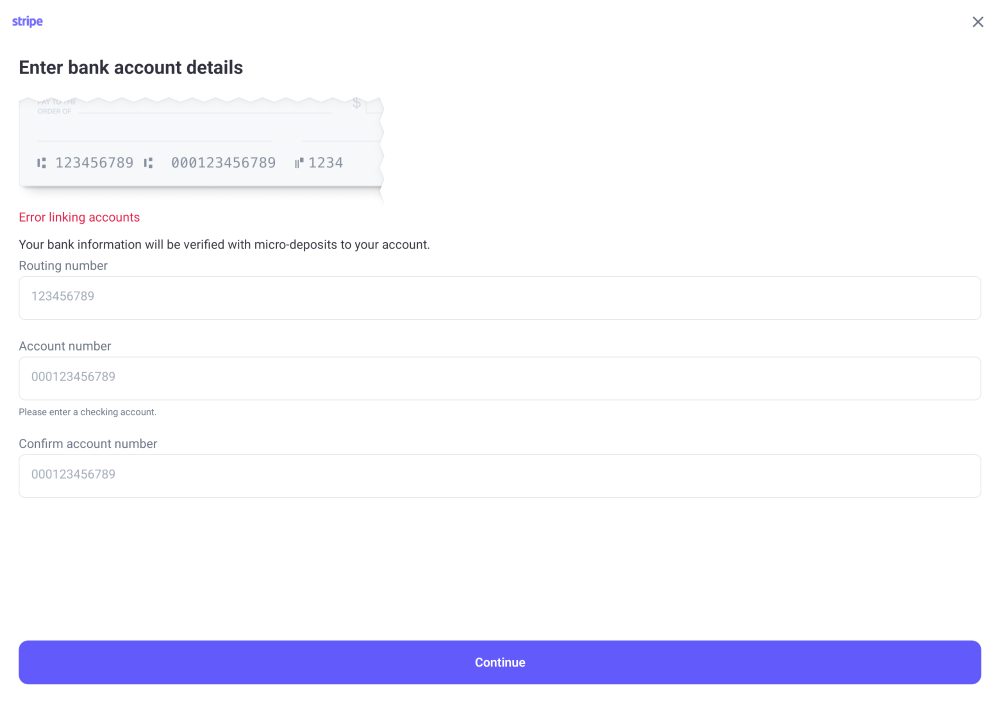 stripe
Enter bank account details
PAY TO THE
ORDER OF
$
⑆ 123456789 ⑆ 000123456789 ⑈ 1234
Error linking accounts
Your bank information will be verified with micro-deposits to your account.
Routing number
123456789
Account number
000123456789
Please enter a checking account.
Confirm account number
000123456789
Continue